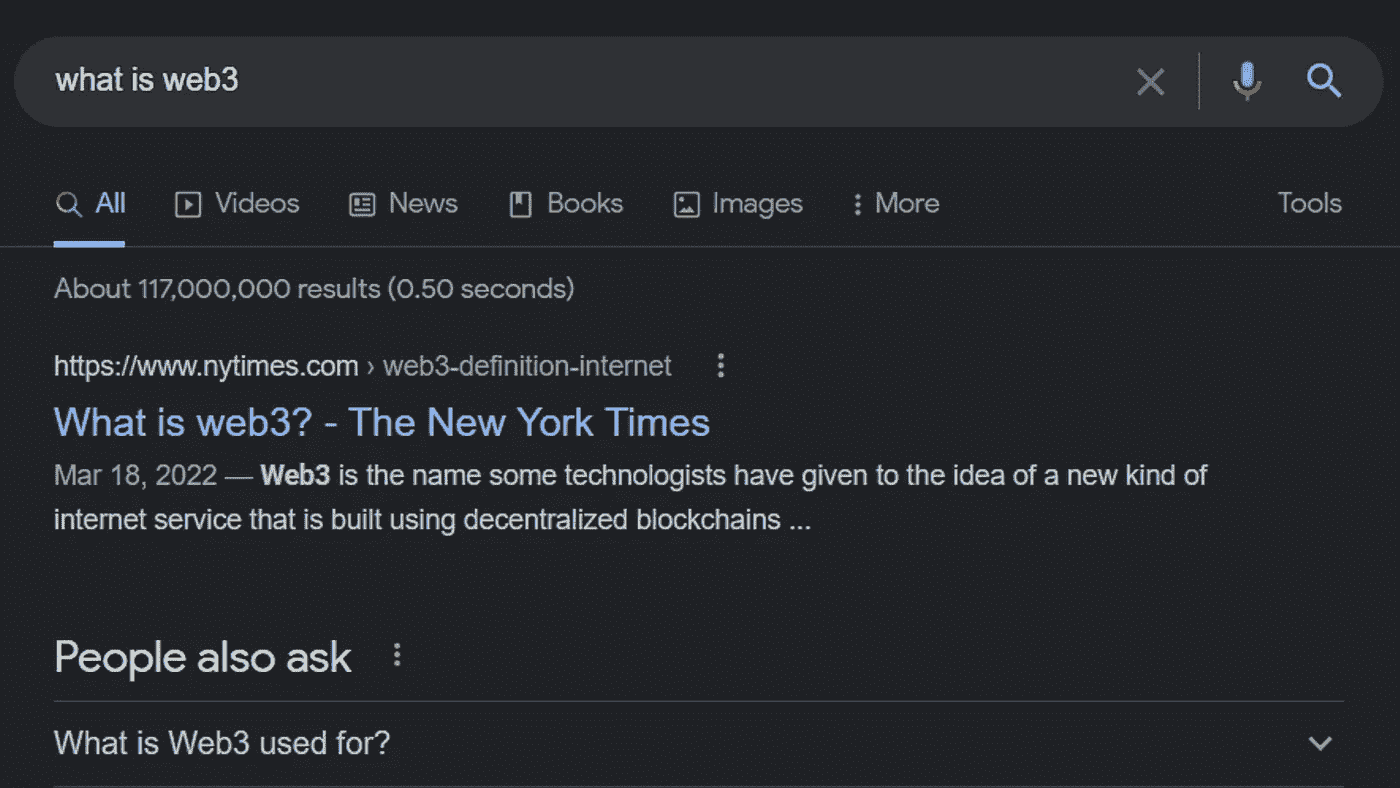 what is web3
All Videos News Books Images More Tools
About 117,000,000 results (0.50 seconds)
https://www.nytimes.com › web3-definition-internet
What is web3? - The New York Times
Mar 18, 2022 — Web3 is the name some technologists have given to the idea of a new kind of
internet service that is built using decentralized blockchains ...
People also ask
What is Web3 used for?